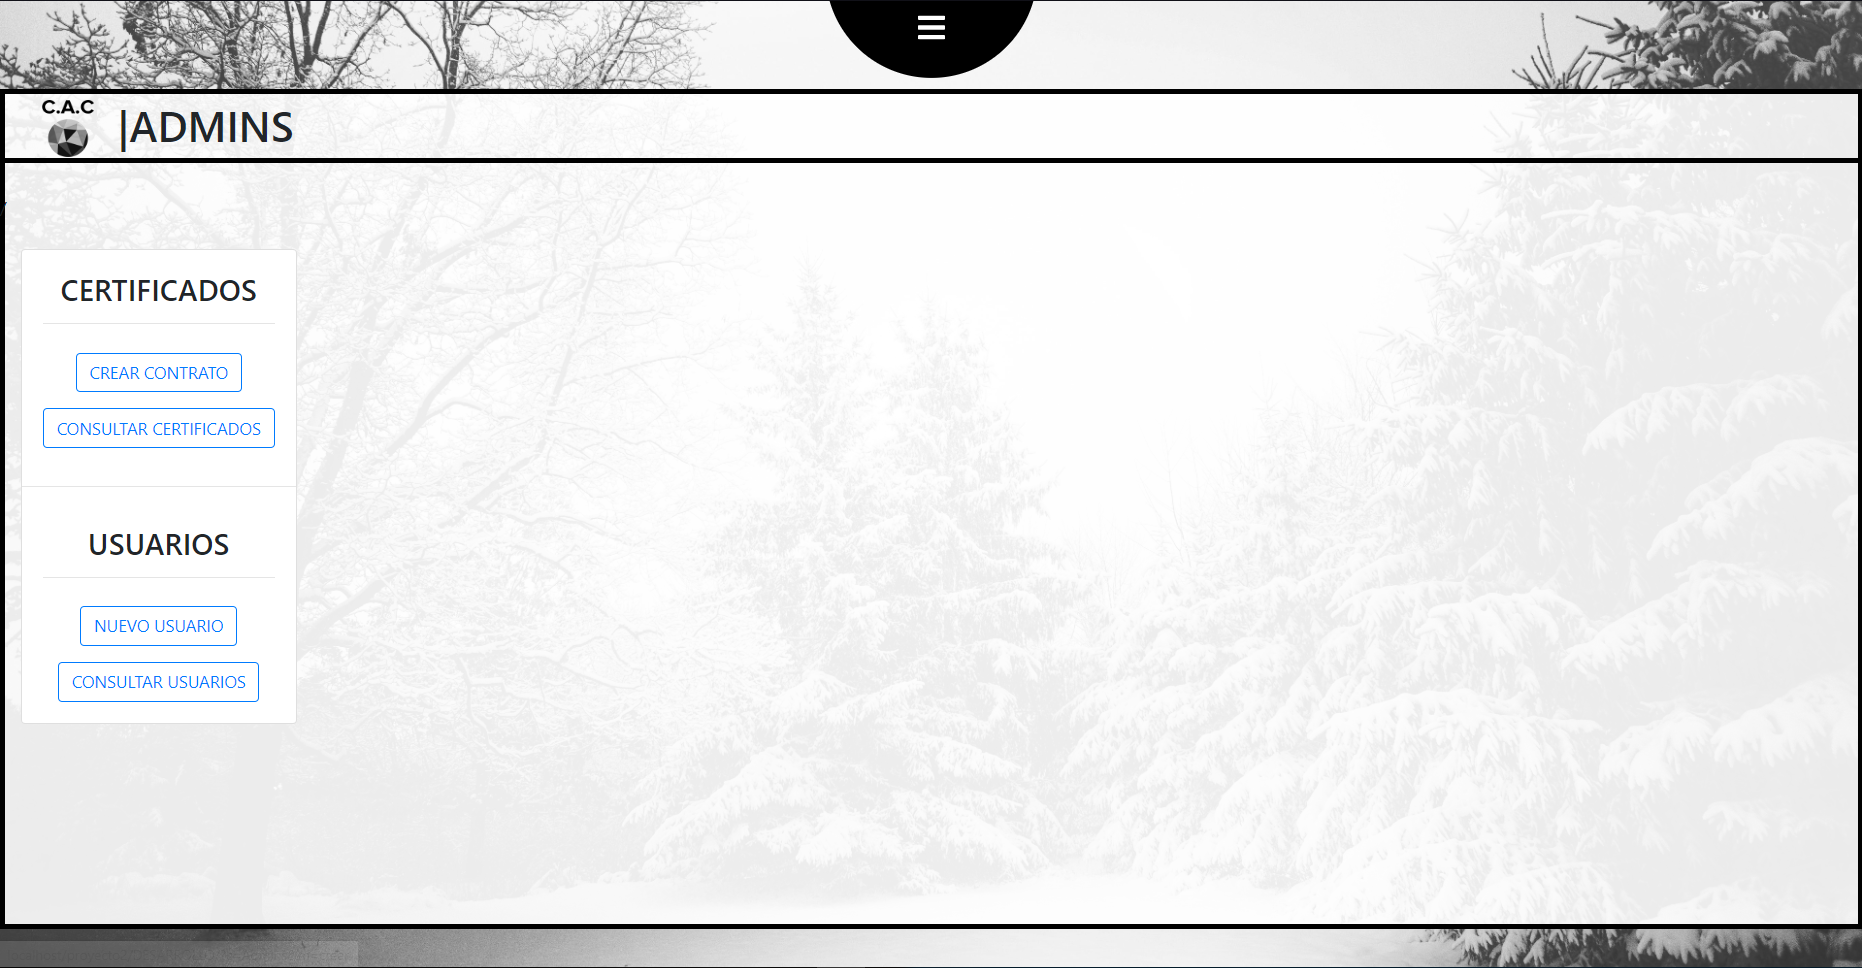 C.A.C
|ADMINS
CERTIFICADOS
CREAR CONTRATO
CONSULTAR CERTIFICADOS
USUARIOS
NUEVO USUARIO
CONSULTAR USUARIOS